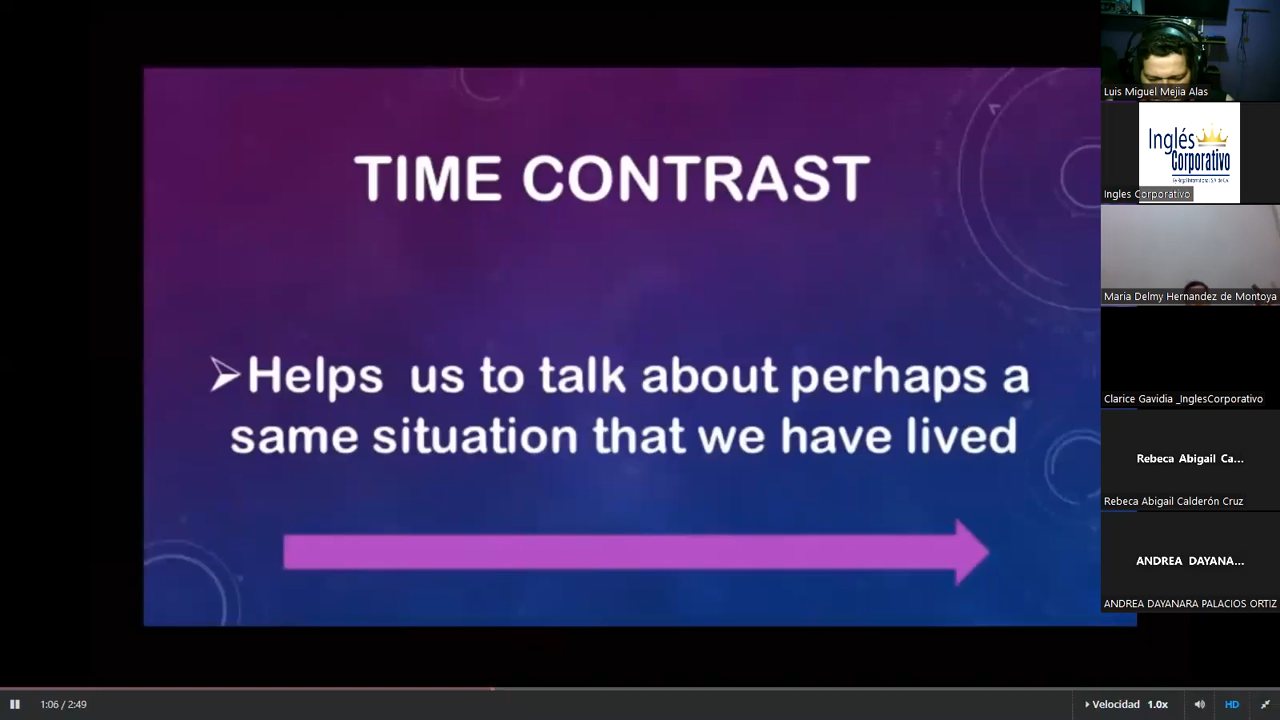 TIME CONTRAST
Helps us to talk about perhaps a
same situation that we have lived
Luis Miguel Mejia Alas
Inglés
Corporativo
Ingles Corporativo
Maria Delmy Hernandez de Montoya
Clarice Gavidia _InglesCorporativo
Rebeca Abigail Ca...
Rebeca Abigail Calderón Cruz
ANDREA DAYANA...
ANDREA DAYANARA PALACIOS ORTIZ
1:06 / 2:49
Velocidad 1.0x
HD